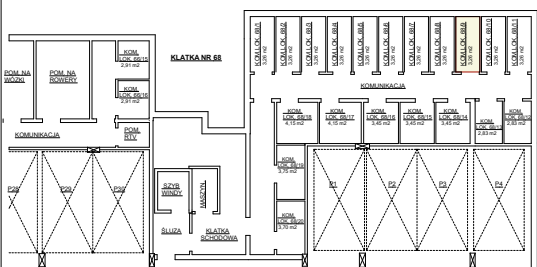 KOM. LOK. 68/1
3,26 m2
KOM. LOK. 68/2
3,26 m2
KOM. LOK. 68/3
3,26 m2
KOM. LOK. 68/4
3,26 m2
KOM. LOK. 68/5
3,26 m2
KOM. LOK. 68/6
3,26 m2
KOM. LOK. 68/7
3,26 m2
KOM. LOK. 68/8
3,26 m2
KOM. LOK. 68/9
3,26 m2
KOM. LOK. 68/10
3,26 m2
KOM. LOK. 68/11
3,26 m2
KOM.
LOK. 66/15
2,91 m2
KLATKA NR 68
POM. NA
WÓZKI
POM. NA
ROWERY
KOM.
LOK. 66/16
2,91 m2
KOMUNIKACJA
KOM.
LOK. 68/18
4,15 m2
KOM.
LOK. 68/17
4,15 m2
KOM.
LOK. 68/16
3,45 m2
KOM.
LOK. 68/15
3,45 m2
KOM.
LOK. 68/14
3,45 m2
KOM.
LOK. 68/13
2,83 m2
KOM.
LOK. 68/12
2,83 m2
KOMUNIKACJA
POM.
RTV
KOM.
LOK. 68/19
3,75 m2
P28
P29
P30
SZYB
WINDY
MASZYN.
P1
P2
P3
P4
KOM.
LOK. 68/20
3,70 m2
ŚLUZA
KLATKA
SCHODOWA